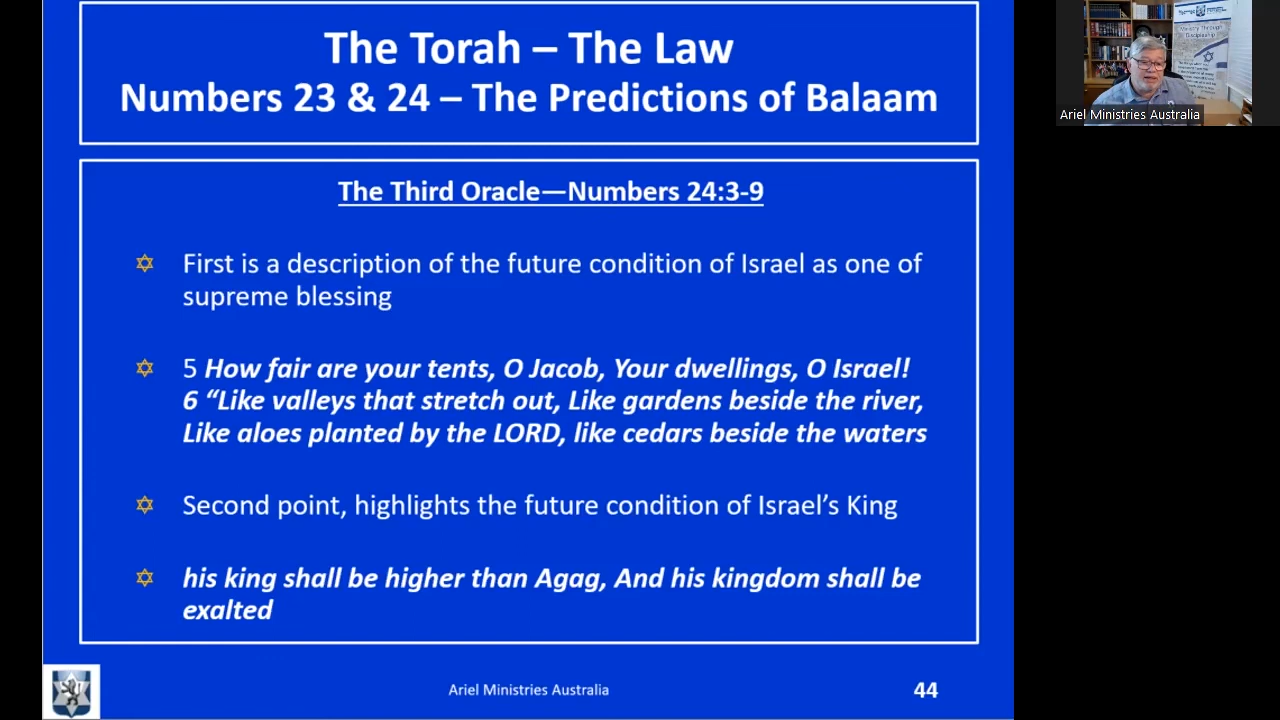 The Torah – The Law
Numbers 23 & 24 – The Predictions of Balaam
The Third Oracle—Numbers 24:3-9
First is a description of the future condition of Israel as one of
supreme blessing
5 How fair are your tents, O Jacob, Your dwellings, O Israel!
6 “Like valleys that stretch out, Like gardens beside the river,
Like aloes planted by the LORD, like cedars beside the waters
Second point, highlights the future condition of Israel’s King
his king shall be higher than Agag, And his kingdom shall be
exalted
Ariel Ministries Australia
44
Ministry Through
Discipleship
Ariel Ministries Australia